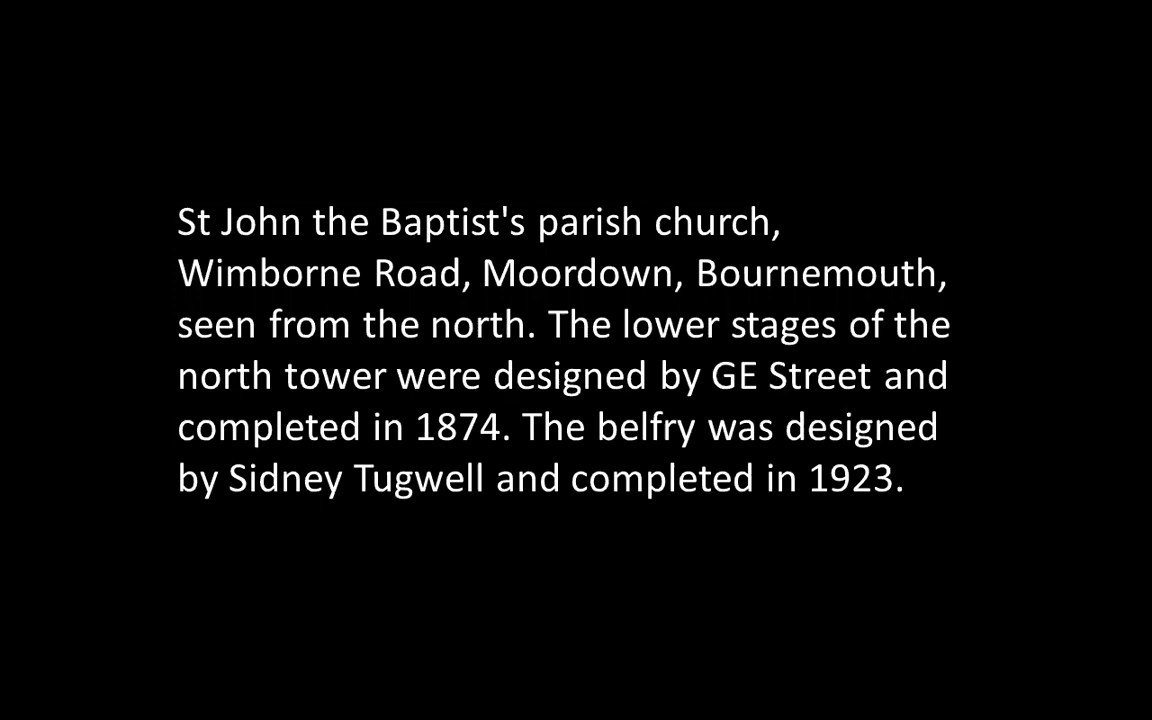 St John the Baptist's parish church,
Wimborne Road, Moordown, Bournemouth,
seen from the north. The lower stages of the
north tower were designed by GE Street and
completed in 1874. The belfry was designed
by Sidney Tugwell and completed in 1923.